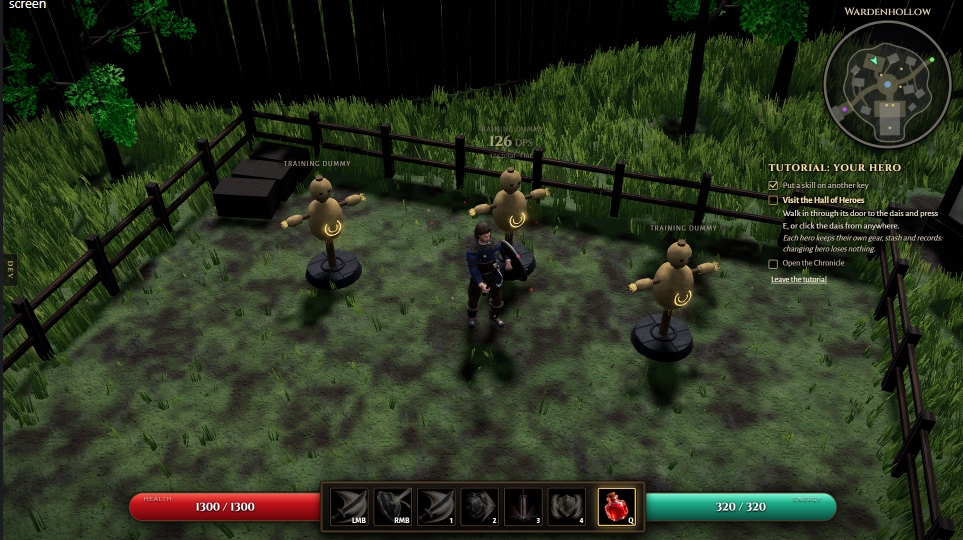 screen
WARDENHOLLOW
126 DPS
TRAINING DUMMY
TUTORIAL: YOUR HERO
Put a skill on another key
Visit the Hall of Heroes
Walk in through its door to the dais and press
E, or click the dais from anywhere.
Each hero keeps their own gear, stash and records:
changing hero loses nothing.
Open the Chronicle
Leave the tutorial
TRAINING DUMMY
DEV
HEALTH
1300 / 1300
LMB
RMB
1
2
3
4
Q
ENERGY
320 / 320